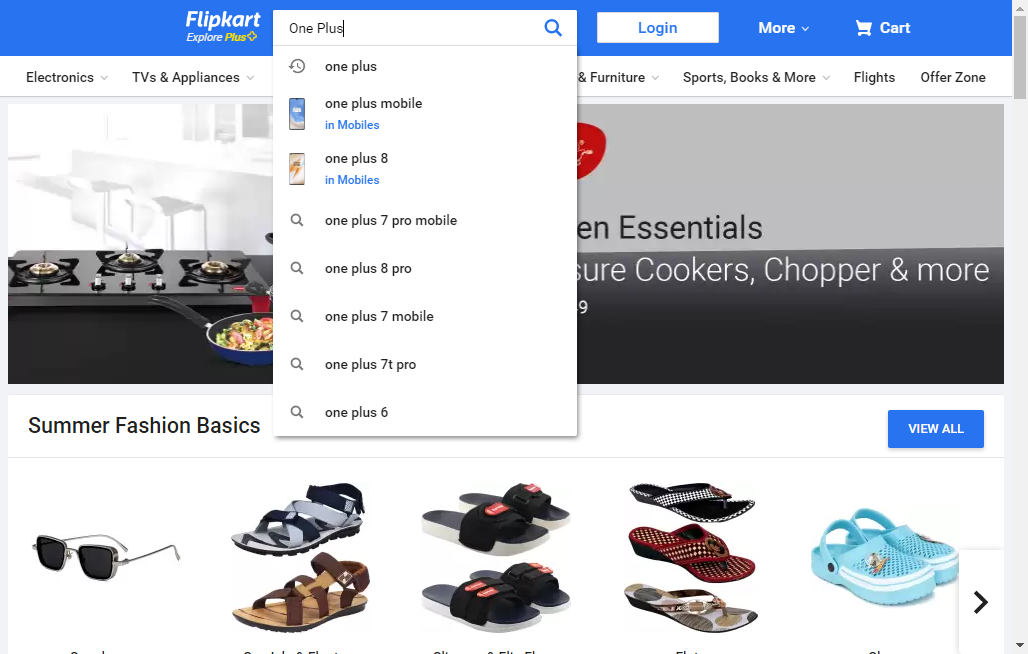 Flipkart
Explore Plus
One Plus
Login
More
Cart
Electronics
TVs & Appliances
& Furniture
Sports, Books & More
Flights
Offer Zone
one plus
one plus mobile
in Mobiles
one plus 8
in Mobiles
one plus 7 pro mobile
one plus 8 pro
one plus 7 mobile
one plus 7t pro
one plus 6
en Essentials
sure Cookers, Chopper & more
9
Summer Fashion Basics
VIEW ALL